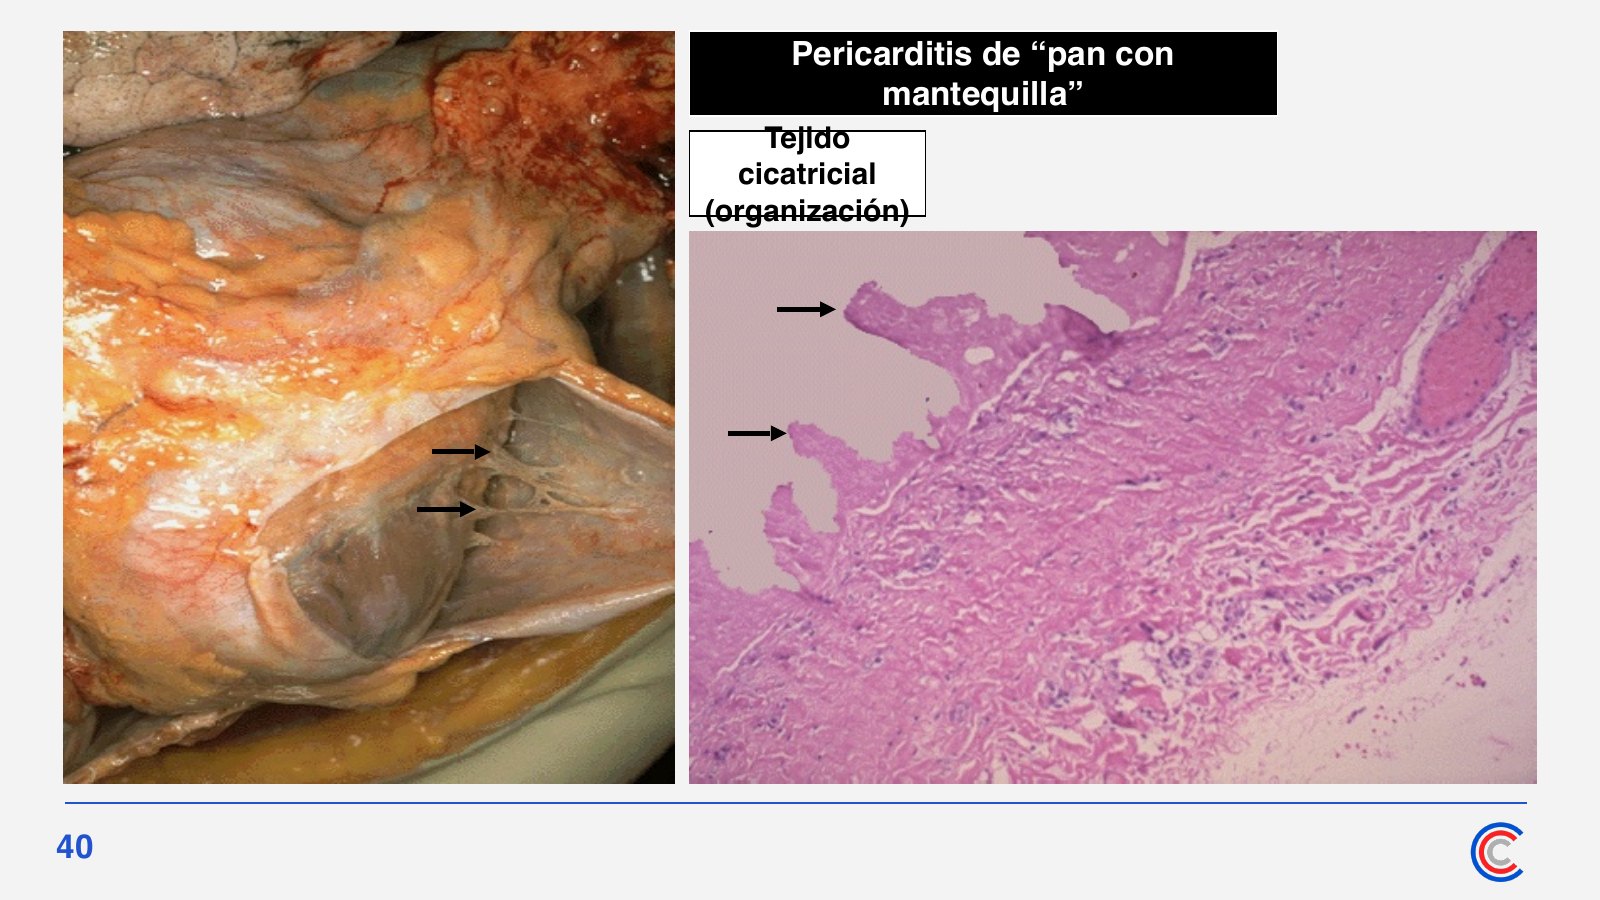 Pericarditis de “pan con
mantequilla”
Tejido
cicatricial
(organización)
40